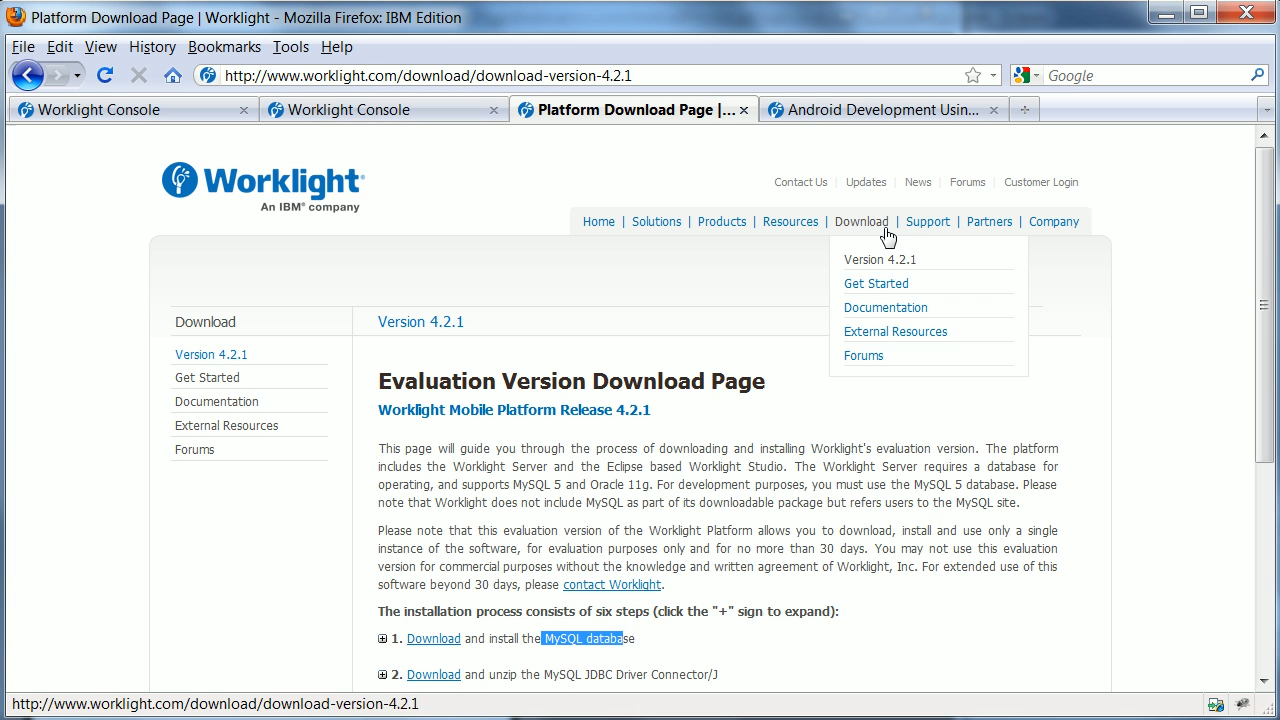 Platform Download Page | Worklight - Mozilla Firefox: IBM Edition
File Edit View History Bookmarks Tools Help
http://www.worklight.com/download/download-version-4.2.1
Google
Worklight Console
Worklight Console
Platform Download Page |...
Android Development Usin...
Worklight
An IBM® company
Contact Us | Updates | News | Forums | Customer Login
Home | Solutions | Products | Resources | Download | Support | Partners | Company
Version 4.2.1
Get Started
Documentation
External Resources
Forums
Download
Version 4.2.1
Get Started
Documentation
External Resources
Forums
Version 4.2.1
Evaluation Version Download Page
Worklight Mobile Platform Release 4.2.1
This page will guide you through the process of downloading and installing Worklight's evaluation version. The platform
includes the Worklight Server and the Eclipse based Worklight Studio. The Worklight Server requires a database for
operating, and supports MySQL 5 and Oracle 11g. For development purposes, you must use the MySQL 5 database. Please
note that Worklight does not include MySQL as part of its downloadable package but refers users to the MySQL site.
Please note that this evaluation version of the Worklight Platform allows you to download, install and use only a single
instance of the software, for evaluation purposes only and for no more than 30 days. You may not use this evaluation
version for commercial purposes without the knowledge and written agreement of Worklight, Inc. For extended use of this
software beyond 30 days, please contact Worklight.
The installation process consists of six steps (click the "+" sign to expand):
1. Download and install the MySQL database
2. Download and unzip the MySQL JDBC Driver Connector/J
http://www.worklight.com/download/download-version-4.2.1